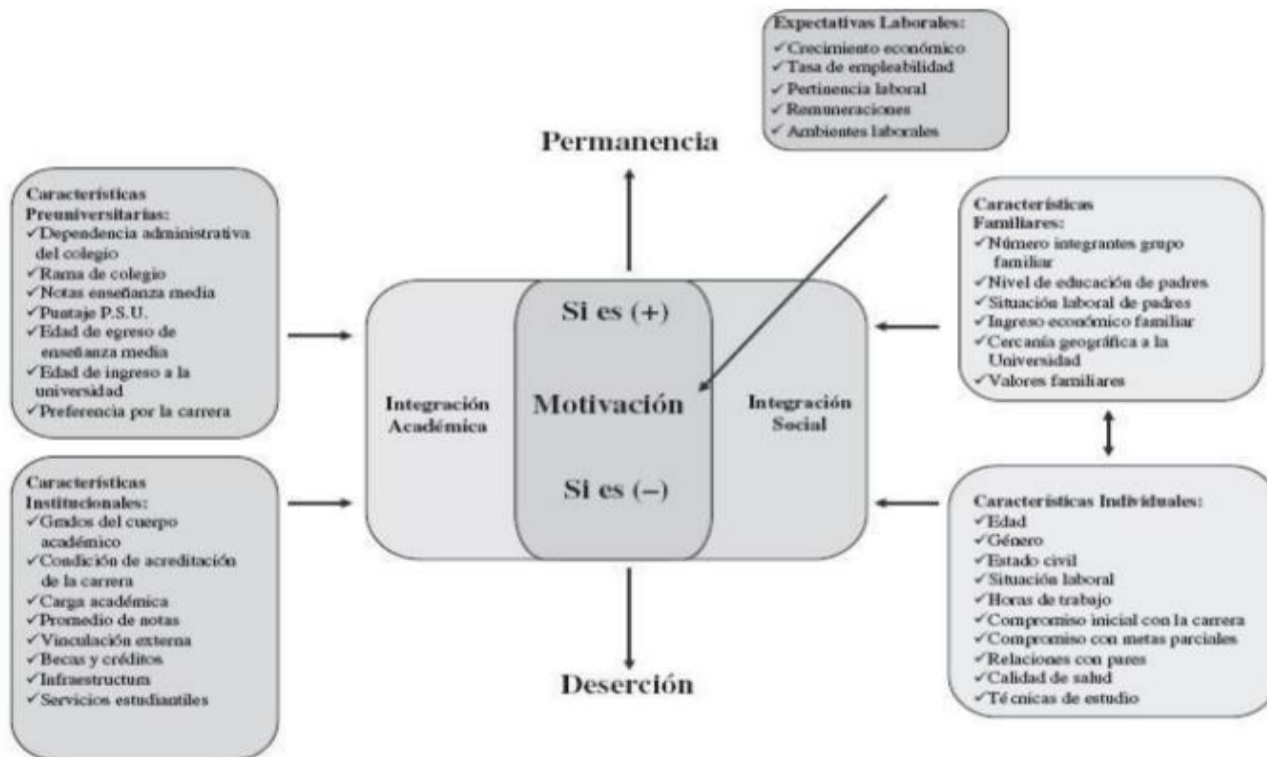 Expectativas Laborales:
✓Crecimiento económico
✓Tasa de empleabilidad
✓Pertinencia laboral
✓Remuneraciones
✓Ambientes laborales
Permanencia
Características
Preuniversitarias:
✓Dependencia administrativa
del colegio
✓Rama de colegio
✓Notas enseñanza media
✓Puntaje P.S.U.
✓Edad de egreso de
enseñanza media
✓Edad de ingreso a la
universidad
✓Preferencia por la carrera
Características
Institucionales:
✓Grados del cuerpo
académico
✓Condición de acreditación
de la carrera
✓Carga académica
✓Promedio de notas
✓Vinculación externa
✓Becas y créditos
✓Infraestructura
✓Servicios estudiantiles
Integración
Académica
Si es (+)
Motivación
Si es (–)
Integración
Social
Deserción
Características
Familiares:
✓Número integrantes grupo
familiar
✓Nivel de educación de padres
✓Situación laboral de padres
✓Ingreso económico familiar
✓Cercanía geográfica a la
Universidad
✓Valores familiares
Características Individuales:
✓Edad
✓Género
✓Estado civil
✓Situación laboral
✓Horas de trabajo
✓Compromiso inicial con la carrera
✓Compromiso con metas parciales
✓Relaciones con pares
✓Calidad de salud
✓Técnicas de estudio